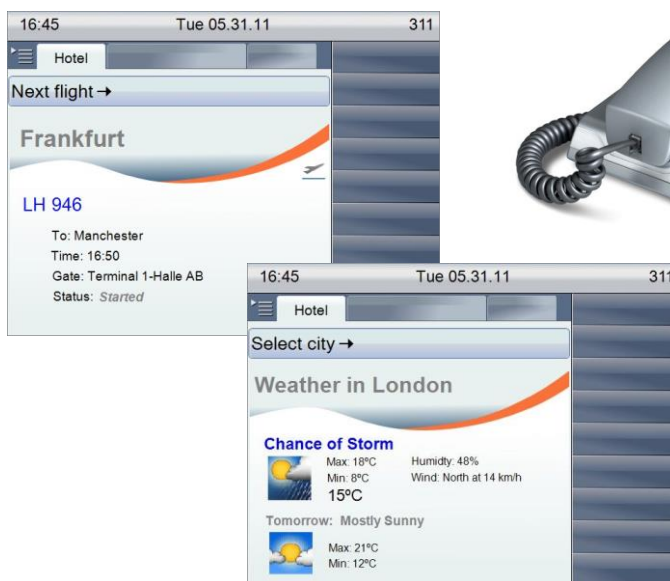 16:45 Tue 05.31.11 311
Hotel
Next flight →
Frankfurt
LH 946
To: Manchester
Time: 16:50
Gate: Terminal 1-Halle AB
Status: Started
16:45 Tue 05.31.11 311
Hotel
Select city →
Weather in London
Chance of Storm
Max: 18ºC Humidty: 48%
Min: 8ºC Wind: North at 14 km/h
15ºC
Tomorrow: Mostly Sunny
Max: 21ºC
Min: 12ºC